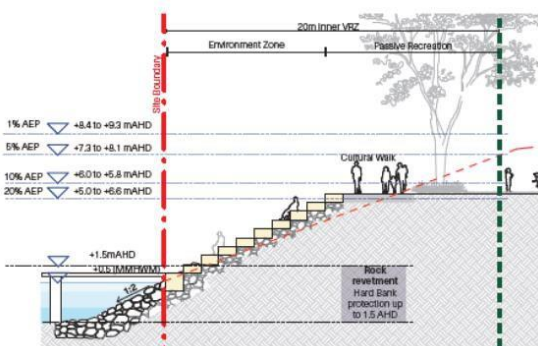 20m Inner VRZ
Environment Zone
Passive Recreation
Site Boundary
1% AEP
+8.4 to +9.3 mAHD
5% AEP
+7.3 to +8.1 mAHD
Cultural Walk
10% AEP
+6.0 to +5.8 mAHD
20% AEP
+5.0 to +6.6 mAHD
+1.5mAHD
+0.5 (MMHWM)
1:2
Rock
revetment
Hard Bank
protection up
to 1.5 AHD